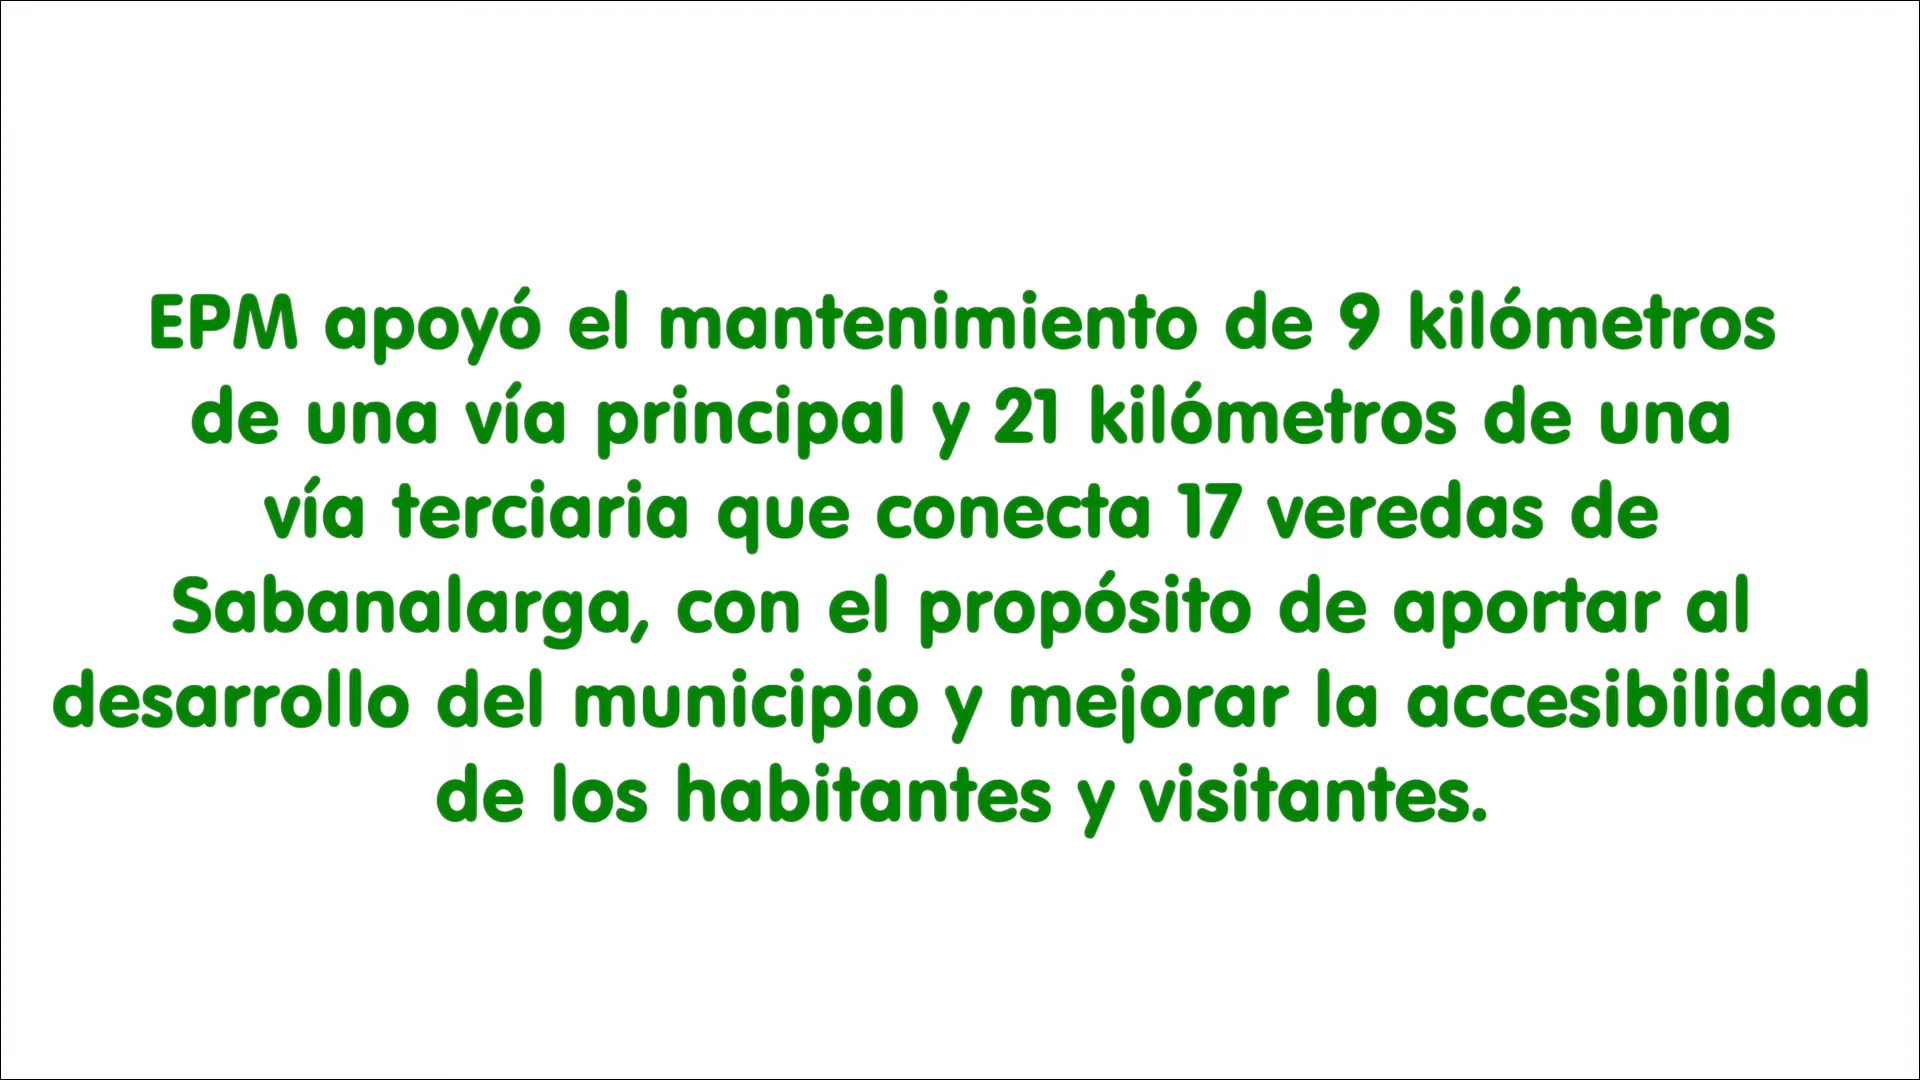 EPM apoyó el mantenimiento de 9 kilómetros
de una vía principal y 21 kilómetros de una
vía terciaria que conecta 17 veredas de
Sabanalarga, con el propósito de aportar al
desarrollo del municipio y mejorar la accesibilidad
de los habitantes y visitantes.